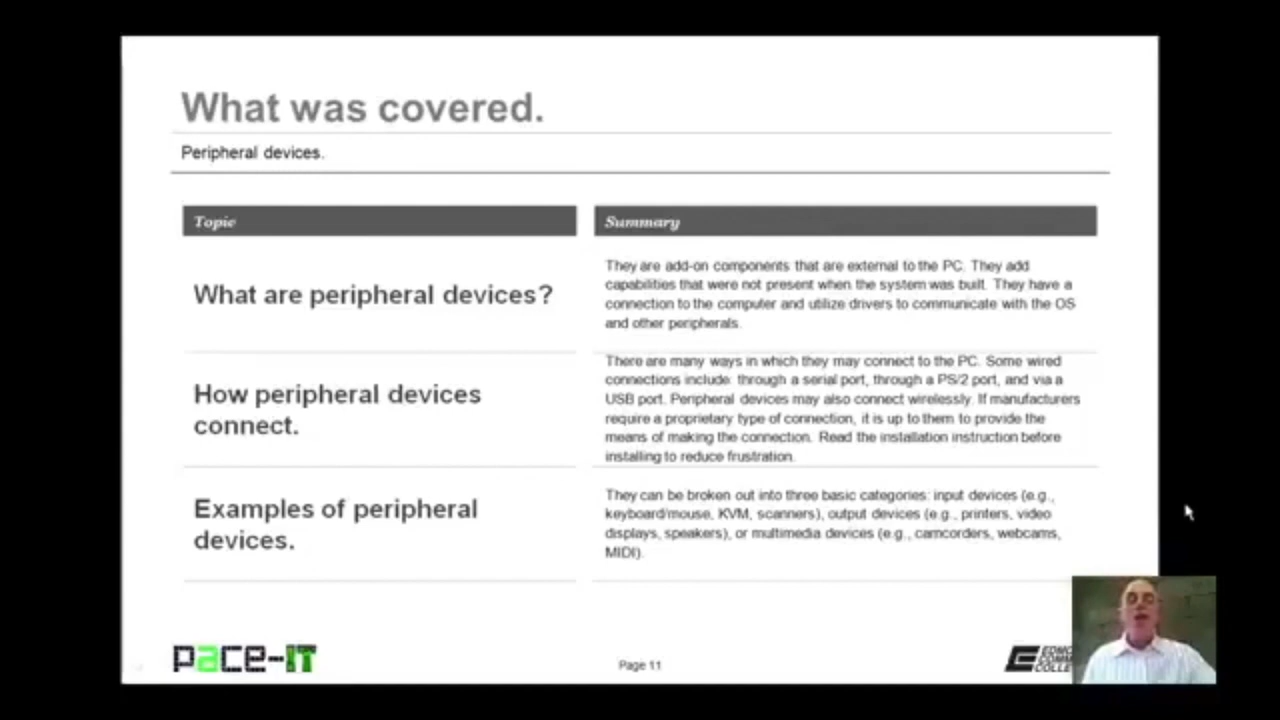 What was covered.
Peripheral devices.
Topic
Summary
What are peripheral devices?
They are add-on components that are external to the PC. They add
capabilities that were not present when the system was built. They have a
connection to the computer and utilize drivers to communicate with the OS
and other peripherals.
How peripheral devices
connect.
There are many ways in which they may connect to the PC. Some wired
connections include: through a serial port, through a PS/2 port, and via a
USB port. Peripheral devices may also connect wirelessly. If manufacturers
require a proprietary type of connection, it is up to them to provide the
means of making the connection. Read the installation instruction before
installing to reduce frustration.
Examples of peripheral
devices.
They can be broken out into three basic categories: input devices (e.g.,
keyboard/mouse, KVM, scanners), output devices (e.g., printers, video
displays, speakers), or multimedia devices (e.g., camcorders, webcams,
MIDI).
pace-IT
Page 11